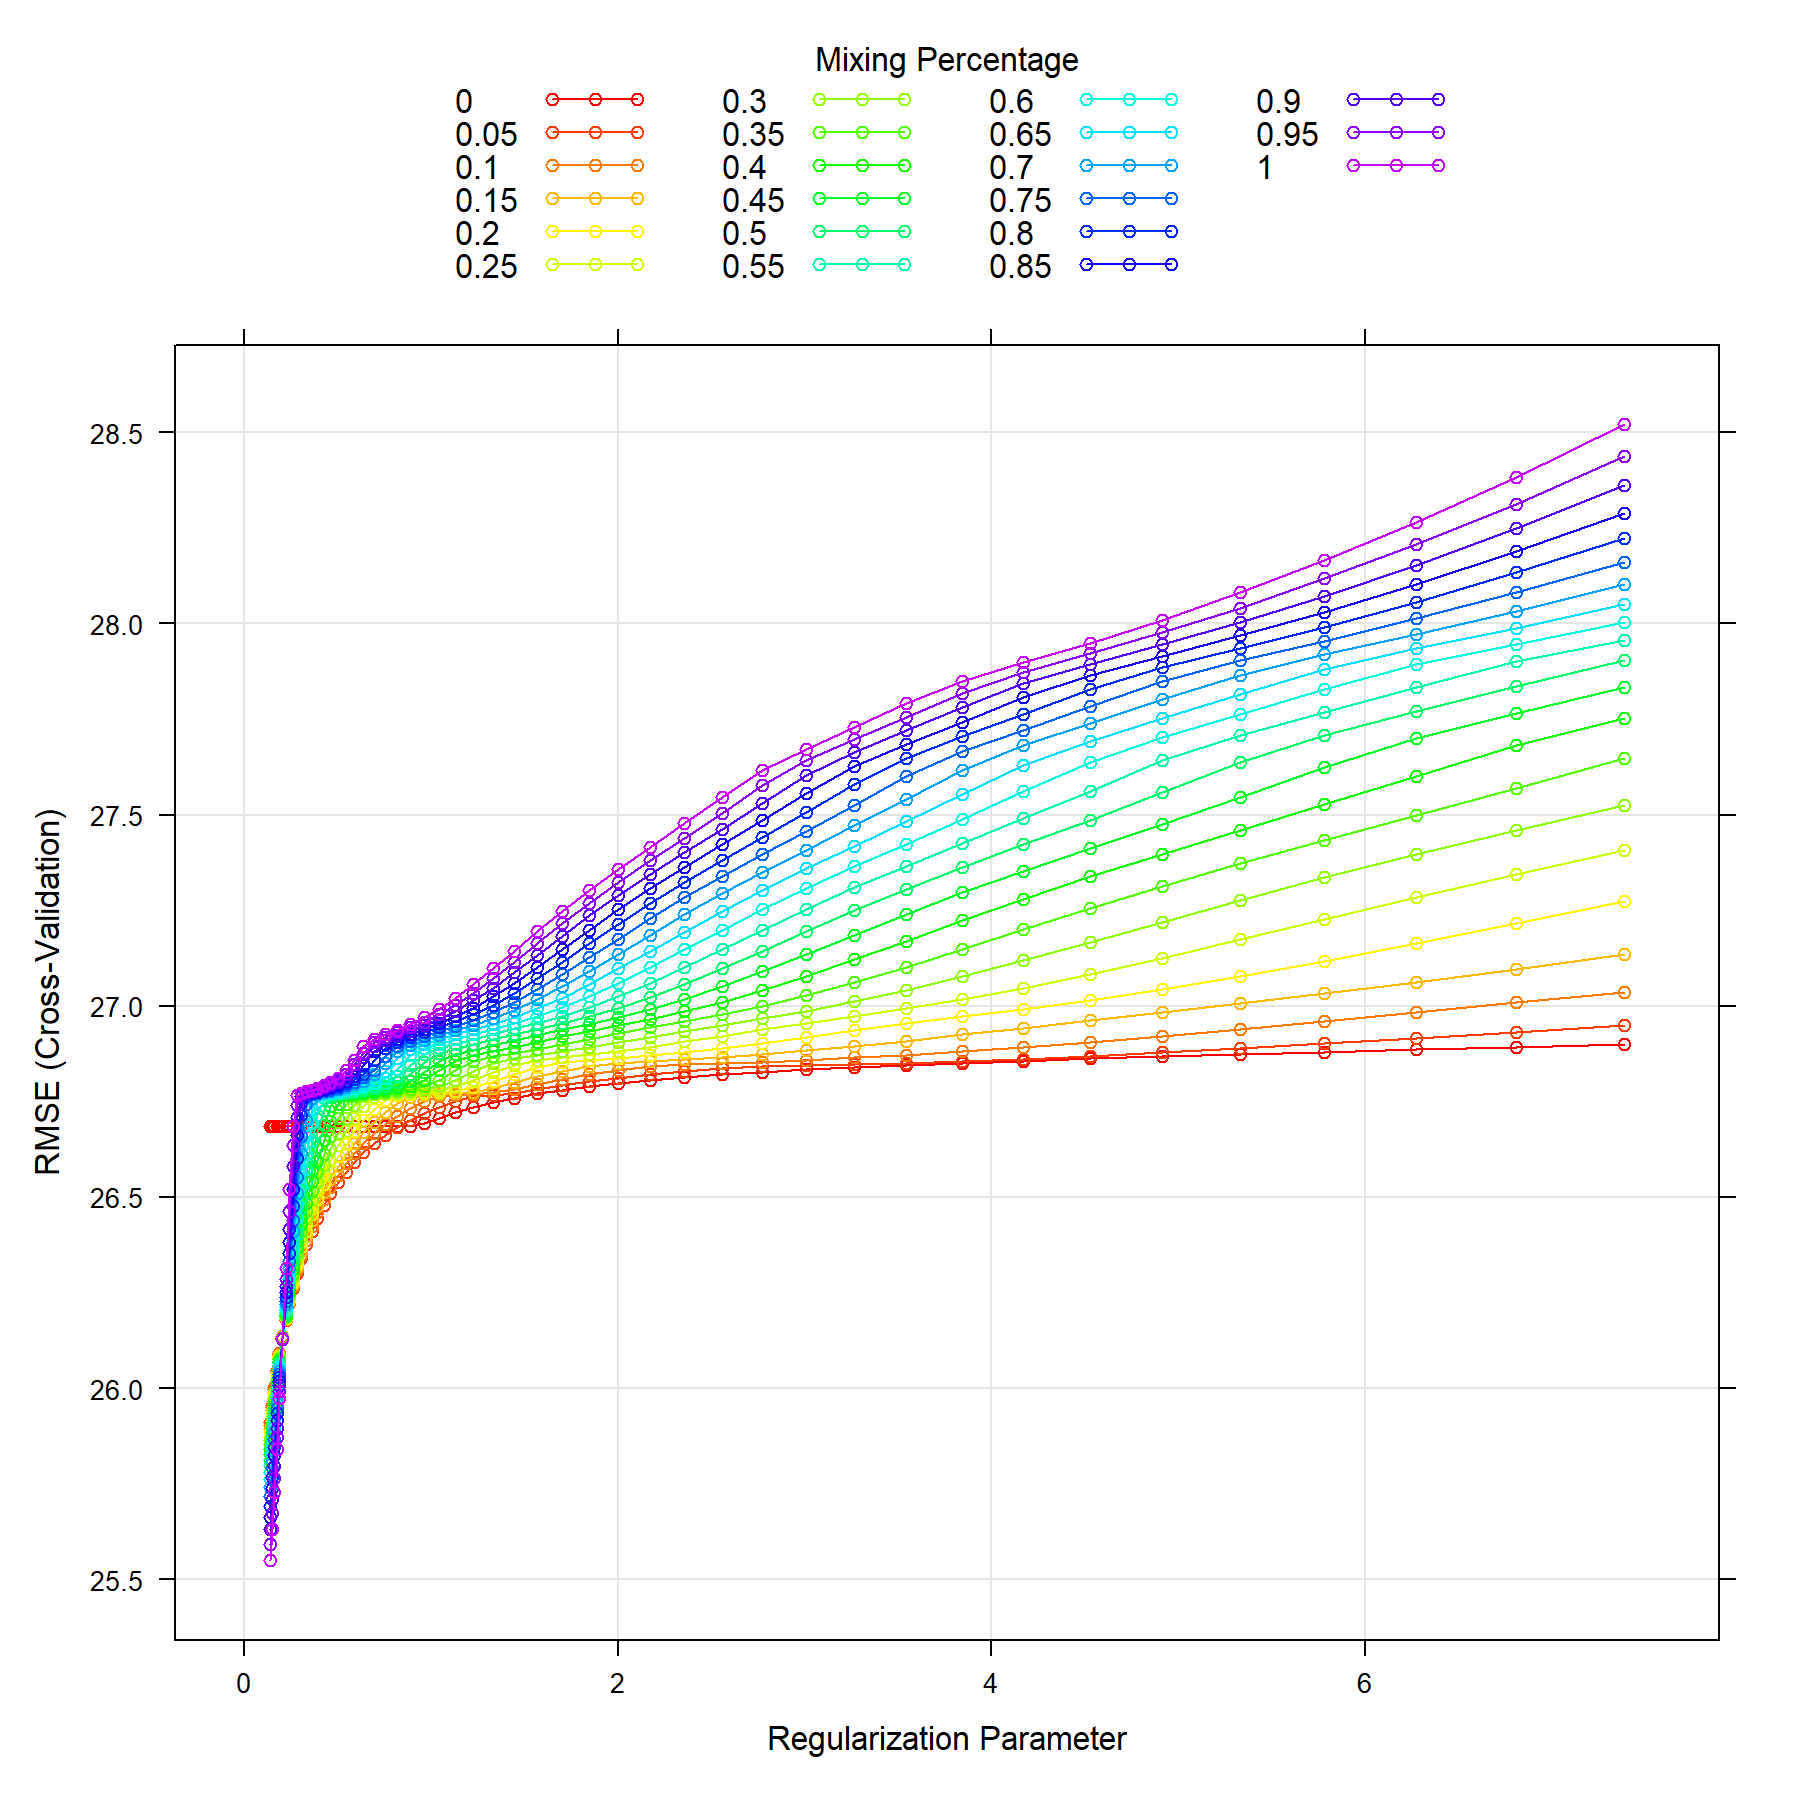 Mixing Percentage
0 0.3 0.6 0.9
0.05 0.35 0.65 0.95
0.1 0.4 0.7 1
0.15 0.45 0.75
0.2 0.5 0.8
0.25 0.55 0.85
28.5
28.0
27.5
27.0
26.5
26.0
25.5
RMSE (Cross-Validation)
0 2 4 6
Regularization Parameter